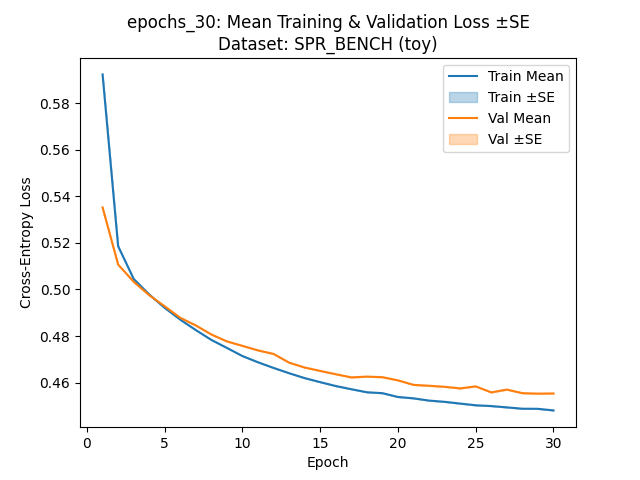 epochs_30: Mean Training & Validation Loss ±SE
Dataset: SPR_BENCH (toy)
Train Mean
Train ±SE
Val Mean
Val ±SE
Cross-Entropy Loss
0.58
0.56
0.54
0.52
0.50
0.48
0.46
0 5 10 15 20 25 30
Epoch